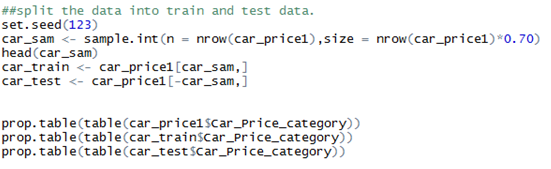 ##split the data into train and test data.
set.seed(123)
car_sam <- sample.int(n = nrow(car_price1),size = nrow(car_price1)*0.70)
head(car_sam)
car_train <- car_price1[car_sam,]
car_test <- car_price1[-car_sam,]
prop.table(table(car_price1$Car_Price_category))
prop.table(table(car_train$Car_Price_category))
prop.table(table(car_test$Car_Price_category))